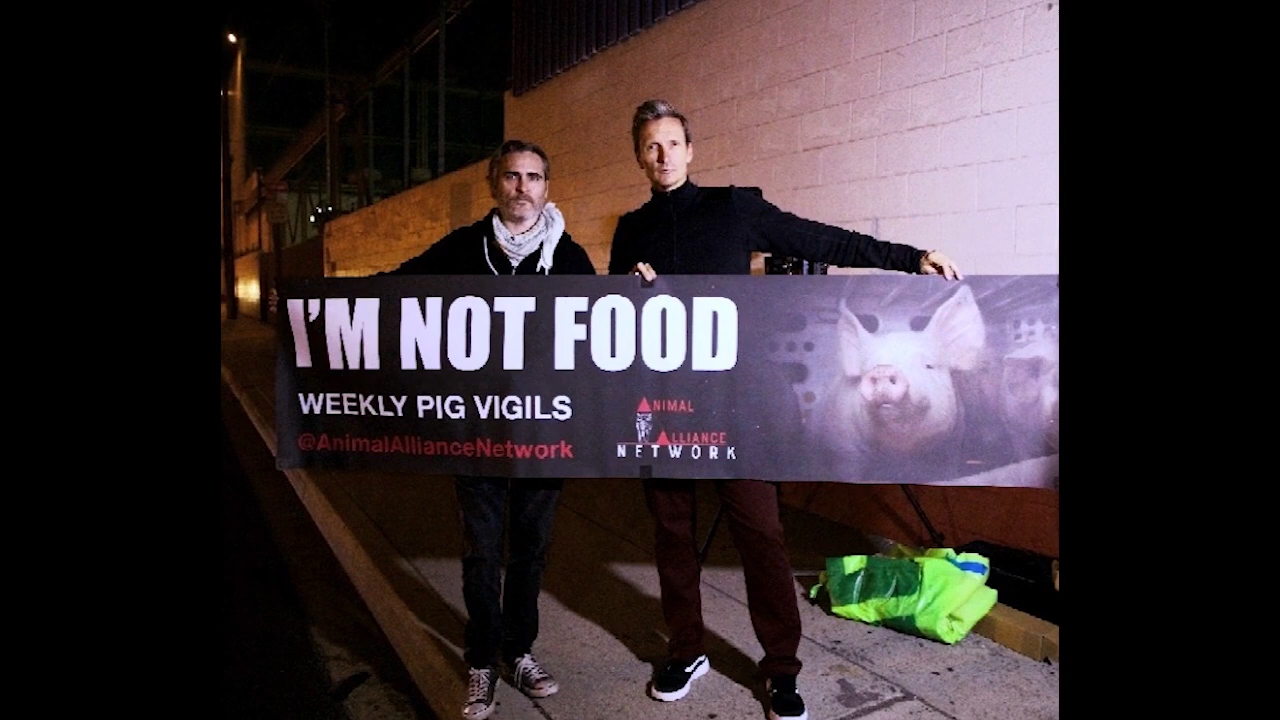 I'M NOT FOOD
WEEKLY PIG VIGILS
@AnimalAllianceNetwork
ANIMAL
ALLIANCE
NETWORK